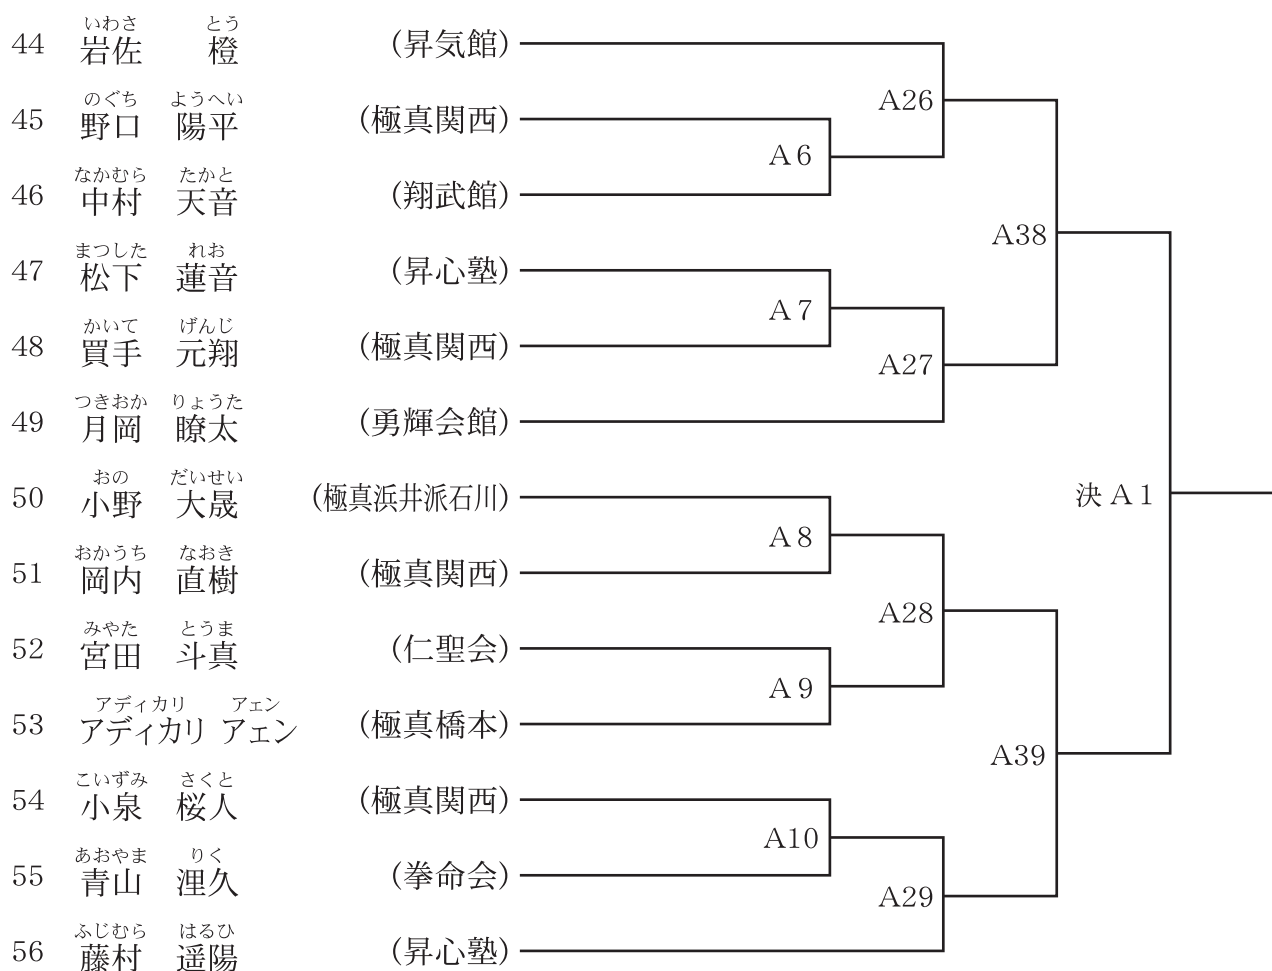 いわさ とう
44 岩佐 橙 (昇気館)
のぐち ようへい
45 野口 陽平 (極真関西)
なかむら たかと
46 中村 天音 (翔武館)
まつした れお
47 松下 蓮音 (昇心塾)
かいて げんじ
48 買手 元翔 (極真関西)
つきおか りょうた
49 月岡 瞭太 (勇輝会館)
おの だいせい
50 小野 大晟 (極真浜井派石川)
おかうち なおき
51 岡内 直樹 (極真関西)
みやた とうま
52 宮田 斗真 (仁聖会)
アディカリ アェン
53 アディカリ アェン (極真橋本)
こいずみ さくと
54 小泉 桜人 (極真関西)
あおやま りく
55 青山 浬久 (拳命会)
ふじむら はるひ
56 藤村 遥陽 (昇心塾)
A6
A7
A8
A9
A10
A26
A27
A28
A29
A38
A39
決 A1